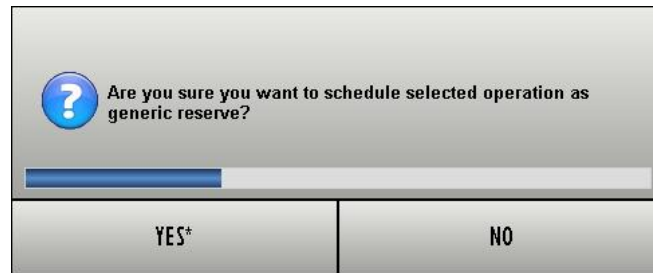 Are you sure you want to schedule selected operation as
generic reserve?
YES*
NO